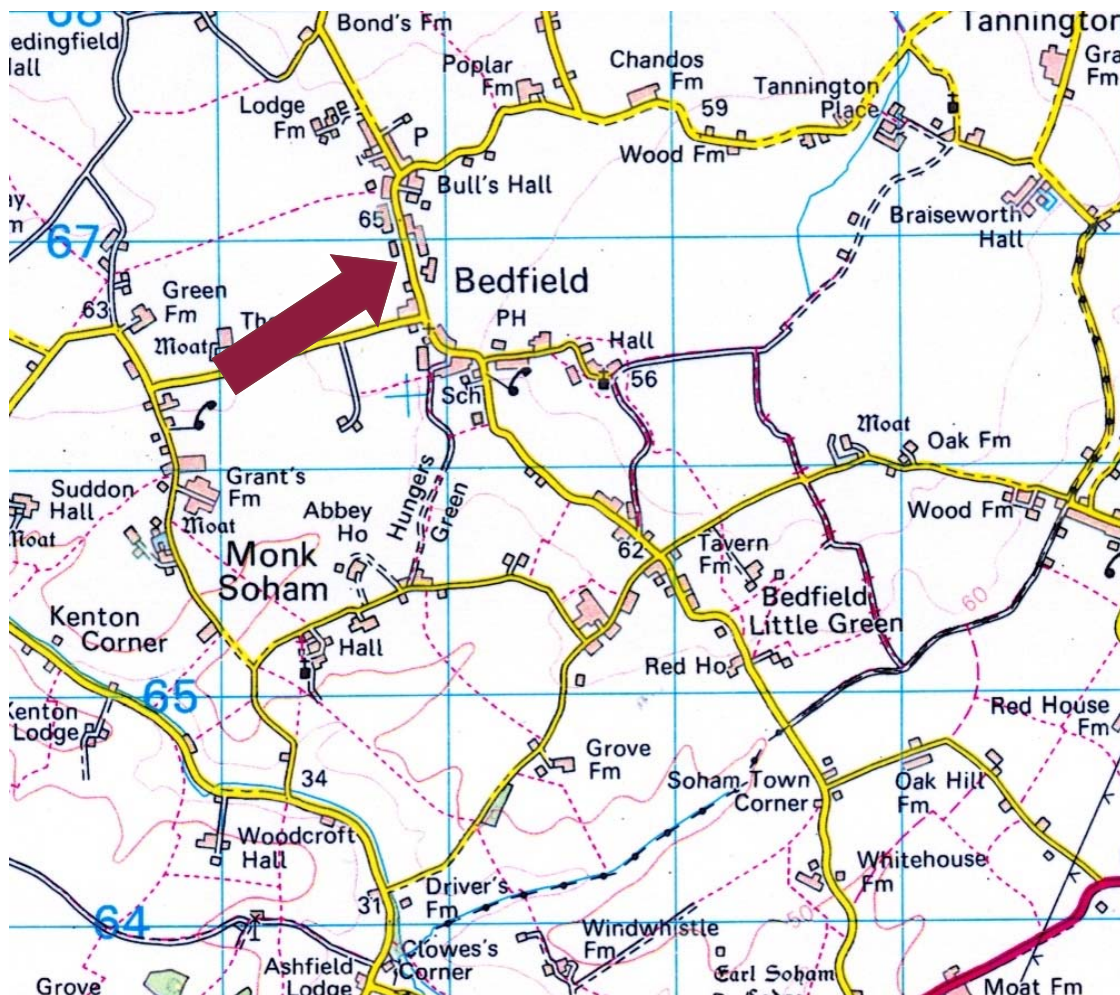 68
Bond's Fm
Tannington
edingfield
Hall
Gra
Fm
Poplar
Fm
Chandos
Fm
Tannington
Place
59
Lodge
Fm
P
Wood Fm
Bull's Hall
65
Braiseworth
Hall
67
Bedfield
Green
Fm
63
The
Moat
PH
Hall
56
Sch
Moat
Oak Fm
Grant's
Fm
Suddon
Hall
Moat
Hungers
Green
Abbey
Ho
Moat
Wood Fm
62
Tavern
Fm
Monk
Soham
Bedfield
Little Green
60
Kenton
Corner
Hall
Red Ho
65
Kenton
Lodge
Red House
Fm
Grove
Fm
34
Soham Town
Corner
Oak Hill
Fm
Woodcroft
Hall
Whitehouse
Fm
Driver's
Fm
31
50
64
Windwhistle
Fm
Clowes's
Corner
Earl Soham
Ashfield
Lodge
Grove
Moat Fm